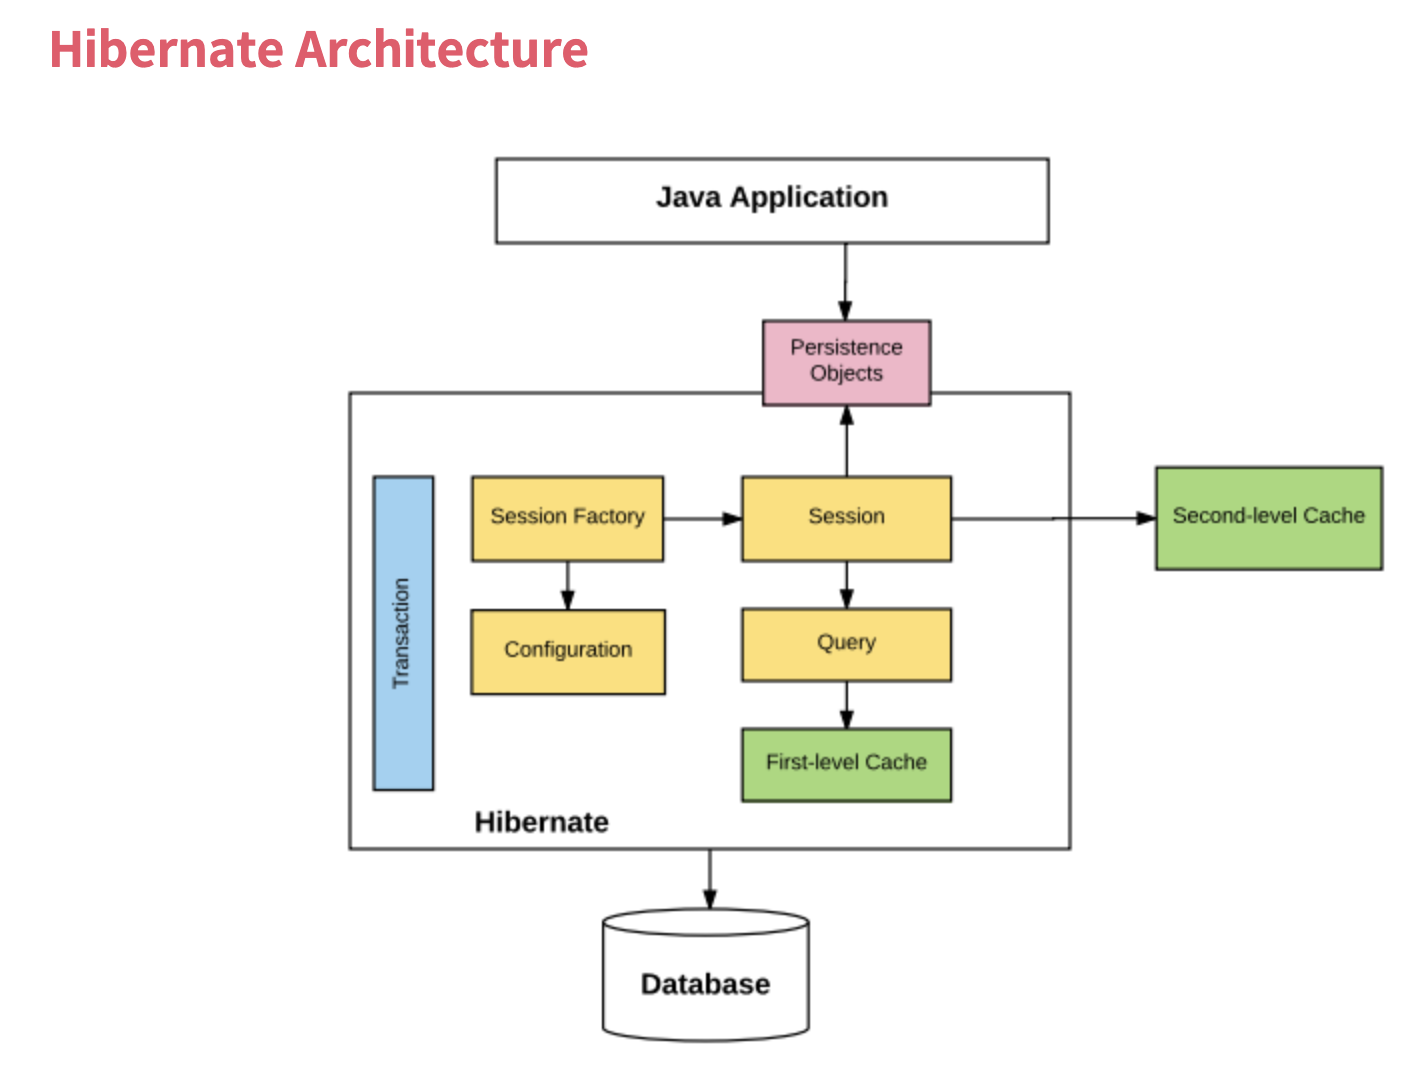 Hibernate Architecture
Java Application
Persistence
Objects
Session Factory
Session
Second-level Cache
Transaction
Configuration
Query
First-level Cache
Hibernate
Database